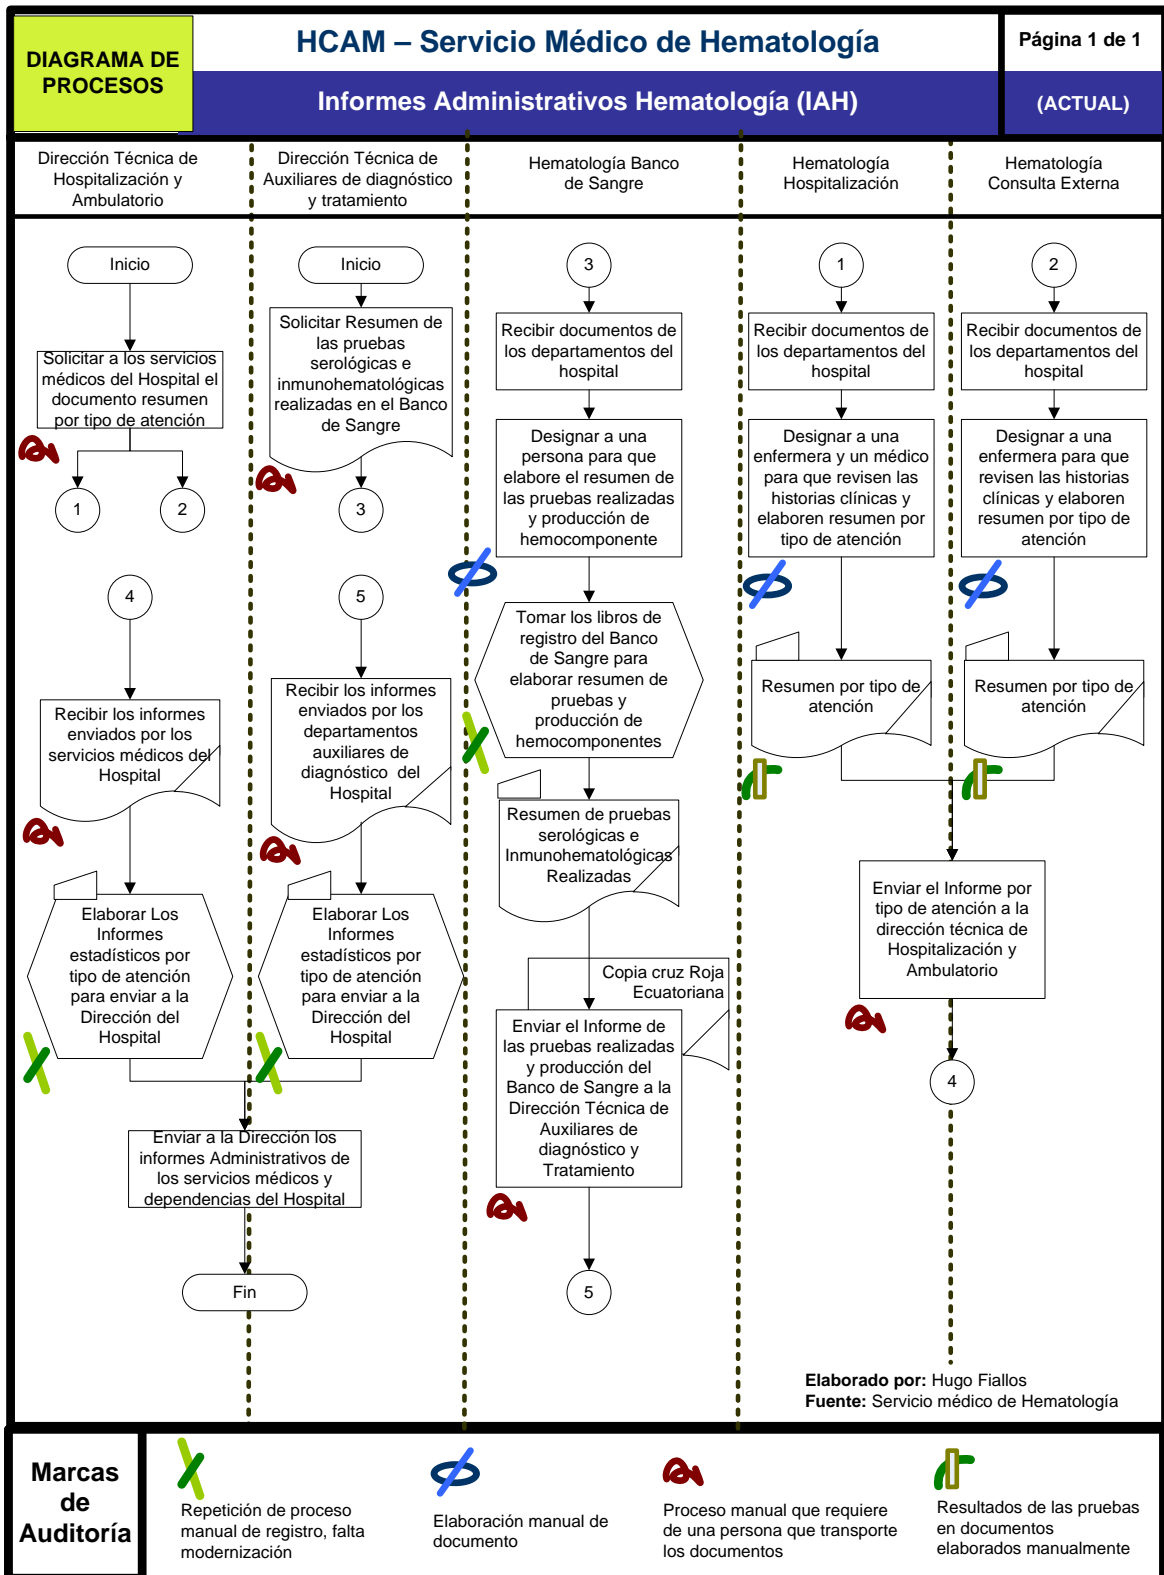 DIAGRAMA DE
PROCESOS
HCAM – Servicio Médico de Hematología
Informes Administrativos Hematología (IAH)
Página 1 de 1
(ACTUAL)
Dirección Técnica de
Hospitalización y
Ambulatorio
Dirección Técnica de
Auxiliares de diagnóstico
y tratamiento
Hematología Banco
de Sangre
Hematología
Hospitalización
Hematología
Consulta Externa
Inicio
Solicitar a los servicios
médicos del Hospital el
documento resumen
por tipo de atención
1
2
4
Recibir los informes
enviados por los
servicios médicos del
Hospital
Elaborar Los
Informes
estadísticos por
tipo de atención
para enviar a la
Dirección del
Hospital
Inicio
Solicitar Resumen de
las pruebas
serológicas e
inmunohematológicas
realizadas en el Banco
de Sangre
3
5
Recibir los informes
enviados por los
departamentos
auxiliares de
diagnóstico del
Hospital
Elaborar Los
Informes
estadísticos por
tipo de atención
para enviar a la
Dirección del
Hospital
Enviar a la Dirección los
informes Administrativos de
los servicios médicos y
dependencias del Hospital
Fin
3
Recibir documentos de
los departamentos del
hospital
Designar a una
persona para que
elabore el resumen de
las pruebas realizadas
y producción de
hemocomponente
Tomar los libros de
registro del Banco
de Sangre para
elaborar resumen de
pruebas y
producción de
hemocomponentes
Resumen de pruebas
serológicas e
Inmunohematológicas
Realizadas
Copia cruz Roja
Ecuatoriana
Enviar el Informe de
las pruebas realizadas
y producción del
Banco de Sangre a la
Dirección Técnica de
Auxiliares de
diagnóstico y
Tratamiento
5
1
Recibir documentos de
los departamentos del
hospital
Designar a una
enfermera y un médico
para que revisen las
historias clínicas y
elaboren resumen por
tipo de atención
Resumen por tipo de
atención
2
Recibir documentos de
los departamentos del
hospital
Designar a una
enfermera para que
revisen las historias
clínicas y elaboren
resumen por tipo de
atención
Resumen por tipo de
atención
Enviar el Informe por
tipo de atención a la
dirección técnica de
Hospitalización y
Ambulatorio
4
Elaborado por: Hugo Fiallos
Fuente: Servicio médico de Hematología
Marcas
de
Auditoría
Repetición de proceso
manual de registro, falta
modernización
Elaboración manual de
documento
Proceso manual que requiere
de una persona que transporte
los documentos
Resultados de las pruebas
en documentos
elaborados manualmente